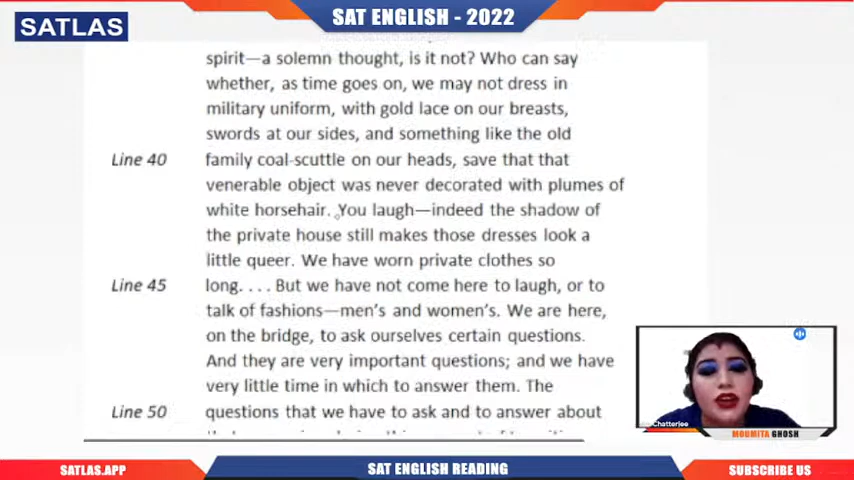 SATLAS
SAT ENGLISH - 2022
spirit—a solemn thought, is it not? Who can say
whether, as time goes on, we may not dress in
military uniform, with gold lace on our breasts,
swords at our sides, and something like the old
Line 40 family coal-scuttle on our heads, save that that
venerable object was never decorated with plumes of
white horsehair. You laugh—indeed the shadow of
the private house still makes those dresses look a
little queer. We have worn private clothes so
Line 45 long. . . . But we have not come here to laugh, or to
talk of fashions—men's and women's. We are here,
on the bridge, to ask ourselves certain questions.
And they are very important questions; and we have
very little time in which to answer them. The
Line 50 questions that we have to ask and to answer about
Chatterjee
MOUMITA GHOSH
SATLAS.APP
SAT ENGLISH READING
SUBSCRIBE US